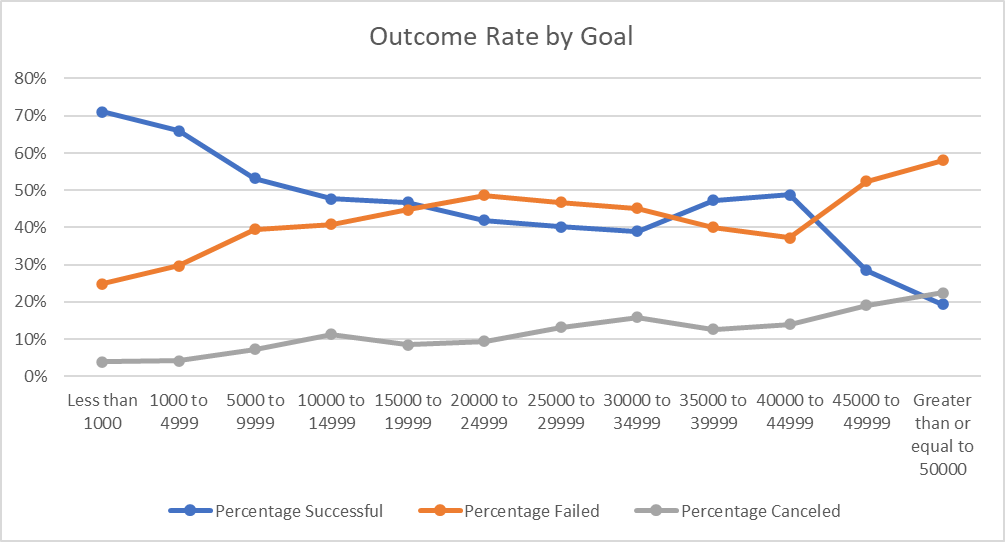 Outcome Rate by Goal
80%
70%
60%
50%
40%
30%
20%
10%
0%
Less than 1000
1000 to 4999
5000 to 9999
10000 to 14999
15000 to 19999
20000 to 24999
25000 to 29999
30000 to 34999
35000 to 39999
40000 to 44999
45000 to 49999
Greater than or equal to 50000
Percentage Successful
Percentage Failed
Percentage Canceled